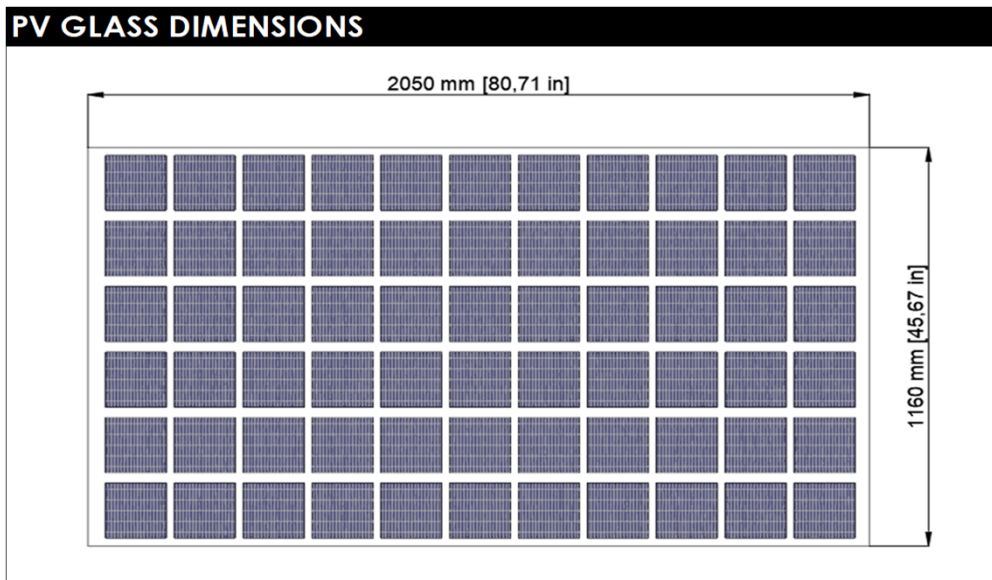 PV GLASS DIMENSIONS
2050 mm [80,71 in]
1160 mm [45,67 in]